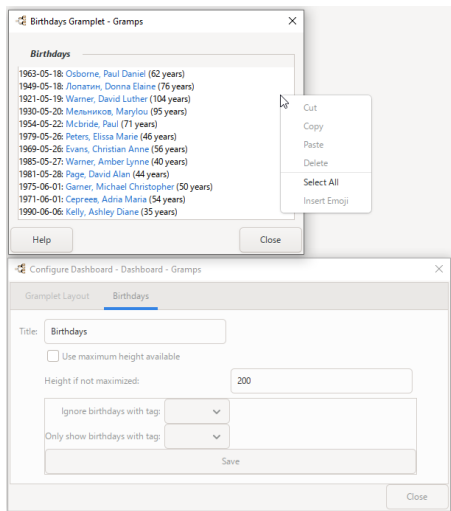 Birthdays Gramplet - Gramps
Birthdays
1963-05-18: Osborne, Paul Daniel (62 years)
1949-05-18: Лопатин, Donna Elaine (76 years)
1921-05-19: Warner, David Luther (104 years)
1930-05-20: Мельников, Marylou (95 years)
1954-05-22: Mcbride, Paul (71 years)
1979-05-26: Peters, Elissa Marie (46 years)
1969-05-26: Evans, Christian Anne (56 years)
1985-05-27: Warner, Amber Lynne (40 years)
1981-05-28: Page, David Alan (44 years)
1975-06-01: Garner, Michael Christopher (50 years)
1971-06-01: Сергеев, Adria Maria (54 years)
1990-06-06: Kelly, Ashley Diane (35 years)
Cut
Copy
Paste
Delete
Select All
Insert Emoji
Help
Close
Configure Dashboard - Dashboard - Gramps
Gramplet Layout
Birthdays
Title:
Birthdays
Use maximum height available
Height if not maximized:
200
Ignore birthdays with tag:
Only show birthdays with tag:
Save
Close